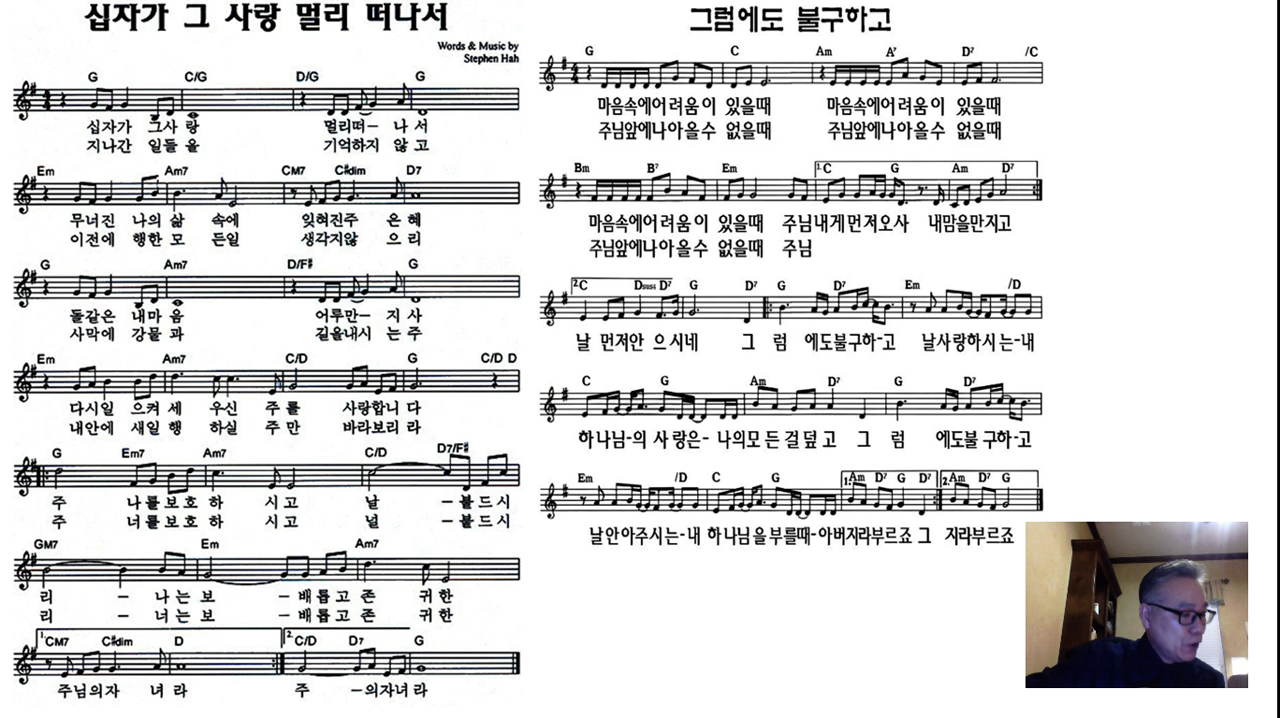 십자가 그 사랑 멀리 떠나서
Words & Music by
Stephen Hah
G C/G D/G G
십자가 그사 랑 멀리떠— 나 서
지나간 일들 을 기억하지 않 고
Em Am7 CM7 C#dim D7
무너진 나의 삶 속에 잊혀진주 은 혜
이전에 행한 모 든일 생각지않 으 리
G Am7 D/F# G
돌같은 내마 음 어루만— 지 사
사막에 강물 과 길을내시 는 주
Em Am7 C/D G C/D D
다시일 으켜 세 우신 주 를 사랑합니 다
내안에 새일 행 하실 주 만 바라보리 라
G Em7 Am7 C/D D7/F#
주 나를보호 하 시고 날 —붙드시
주 너를보호 하 시고 널 —붙드시
GM7 Em Am7
리 — 나 는 보 — 배 롭 고 존 귀 한
리 — 너 는 보 — 배 롭 고 존 귀 한
1. CM7 C#dim D 2. C/D D7 G
주님의자 녀 라 주 —의자녀 라
그럼에도 불구하고
G C Am A7 D7 /C
마음속에어 려움 이 있을때 마음속에어 려움 이 있을때
주님앞에나 아올 수 없을때 주님앞에나 아올 수 없을때
Bm B7 Em 1. C G Am D7
마음속에어 려움 이 있을때 주님 내게 먼저 오사 내맘을만지고
주님앞에나 아올 수 없을때 주님
2. C Dsus4 D7 G D7 G D7 Em /D
날 먼저안 으시네 그 럼 에도불구하-고 날사랑하시는-내
C G Am D7 G D7
하나님-의 사 랑은- 나의모 든 걸 덮 고 그 럼 에도불 구하-고
Em /D C G 1. Am D7 G D7 2. Am D7 G
날안아주시는-내 하나님을부를때-아버지라부르죠 그 지라부르죠